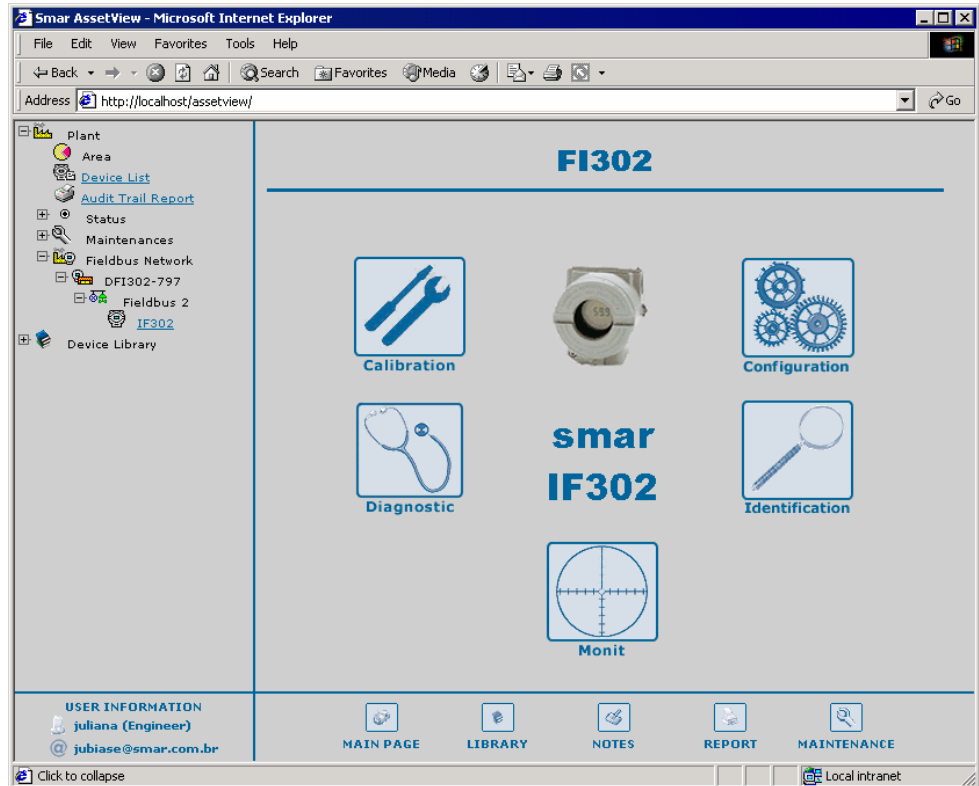 Smar AssetView - Microsoft Internet Explorer
File Edit View Favorites Tools Help
Back Search Favorites Media
Address http://localhost/assetview/ Go
Plant
Area
Device List
Audit Trail Report
Status
Maintenances
Fieldbus Network
DFI302-797
Fieldbus 2
IF302
Device Library
FI302
Calibration
Configuration
Diagnostic
smar
IF302
Identification
Monit
USER INFORMATION
juliana (Engineer)
jubiase@smar.com.br
MAIN PAGE LIBRARY NOTES REPORT MAINTENANCE
Click to collapse Local intranet